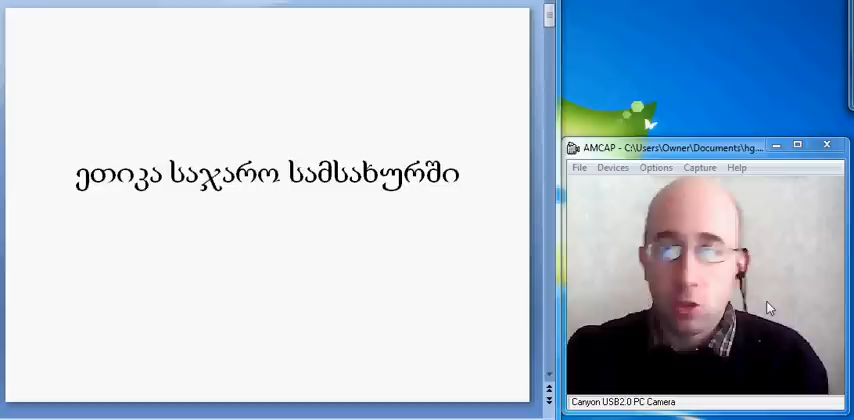 ეთიკა საჯარო სამსახურში
AMCAP - C:\Users\Owner\Documents\hg....
File Devices Options Capture Help
Canyon USB2.0 PC Camera